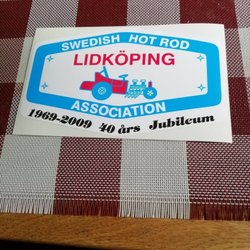 SWEDISH HOT ROD
LIDKÖPING
ASSOCIATION
1969-2009 40 års Jubileum